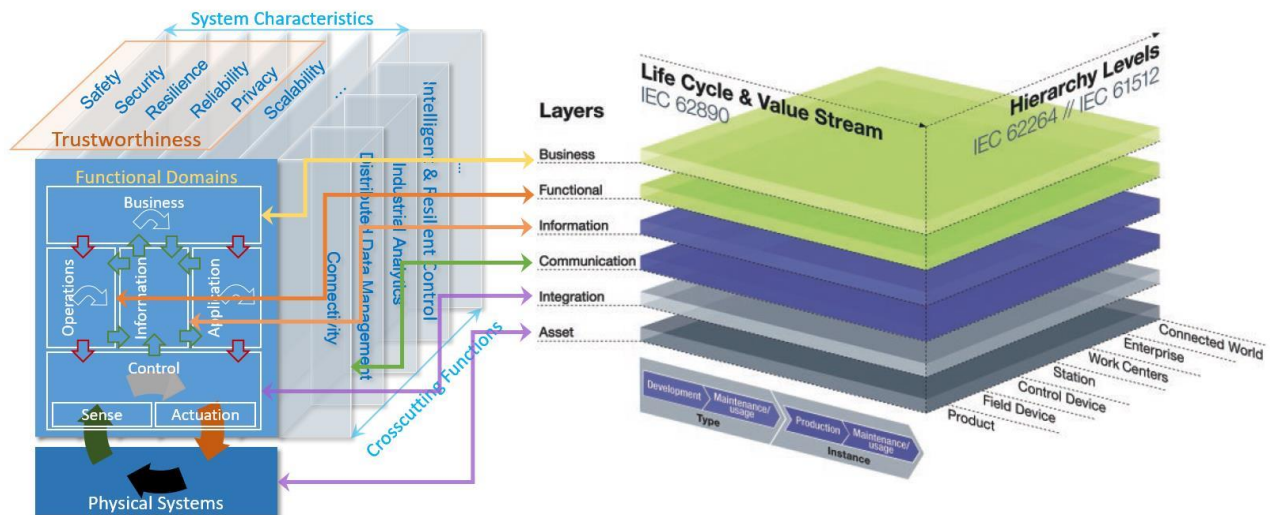 System Characteristics
Safety
Security
Resilience
Reliability
Privacy
Scalability
...
Trustworthiness
Functional Domains
Business
Operations
Information
Application
Control
Sense
Actuation
Physical Systems
Connectivity
Distributed Data Management
Industrial Analytics
Intelligent & Resilient Control
...
Crosscutting Functions
Layers
Business
Functional
Information
Communication
Integration
Asset
Life Cycle & Value Stream
IEC 62890
Hierarchy Levels
IEC 62264 // IEC 61512
Connected World
Enterprise
Work Centers
Station
Control Device
Field Device
Product
Development
Maintenance/
usage
Type
Production
Maintenance/
usage
Instance